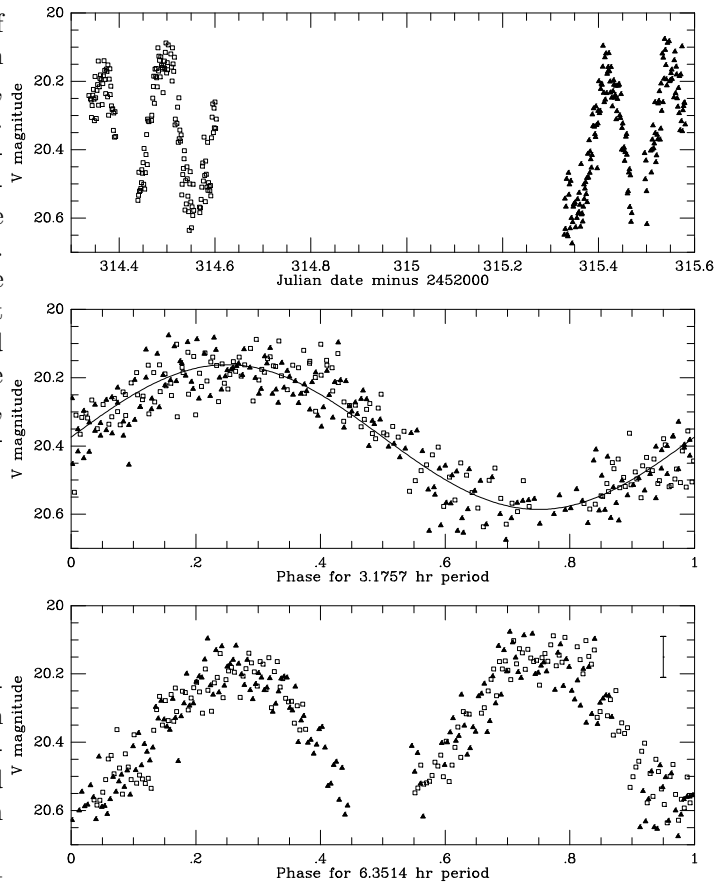 20
20.2
20.4
20.6
V magnitude
314.4 314.6 314.8 315 315.2 315.4 315.6
Julian date minus 2452000
20
20.2
20.4
20.6
V magnitude
0 .2 .4 .6 .8 1
Phase for 3.1757 hr period
20
20.2
20.4
20.6
V magnitude
0 .2 .4 .6 .8 1
Phase for 6.3514 hr period